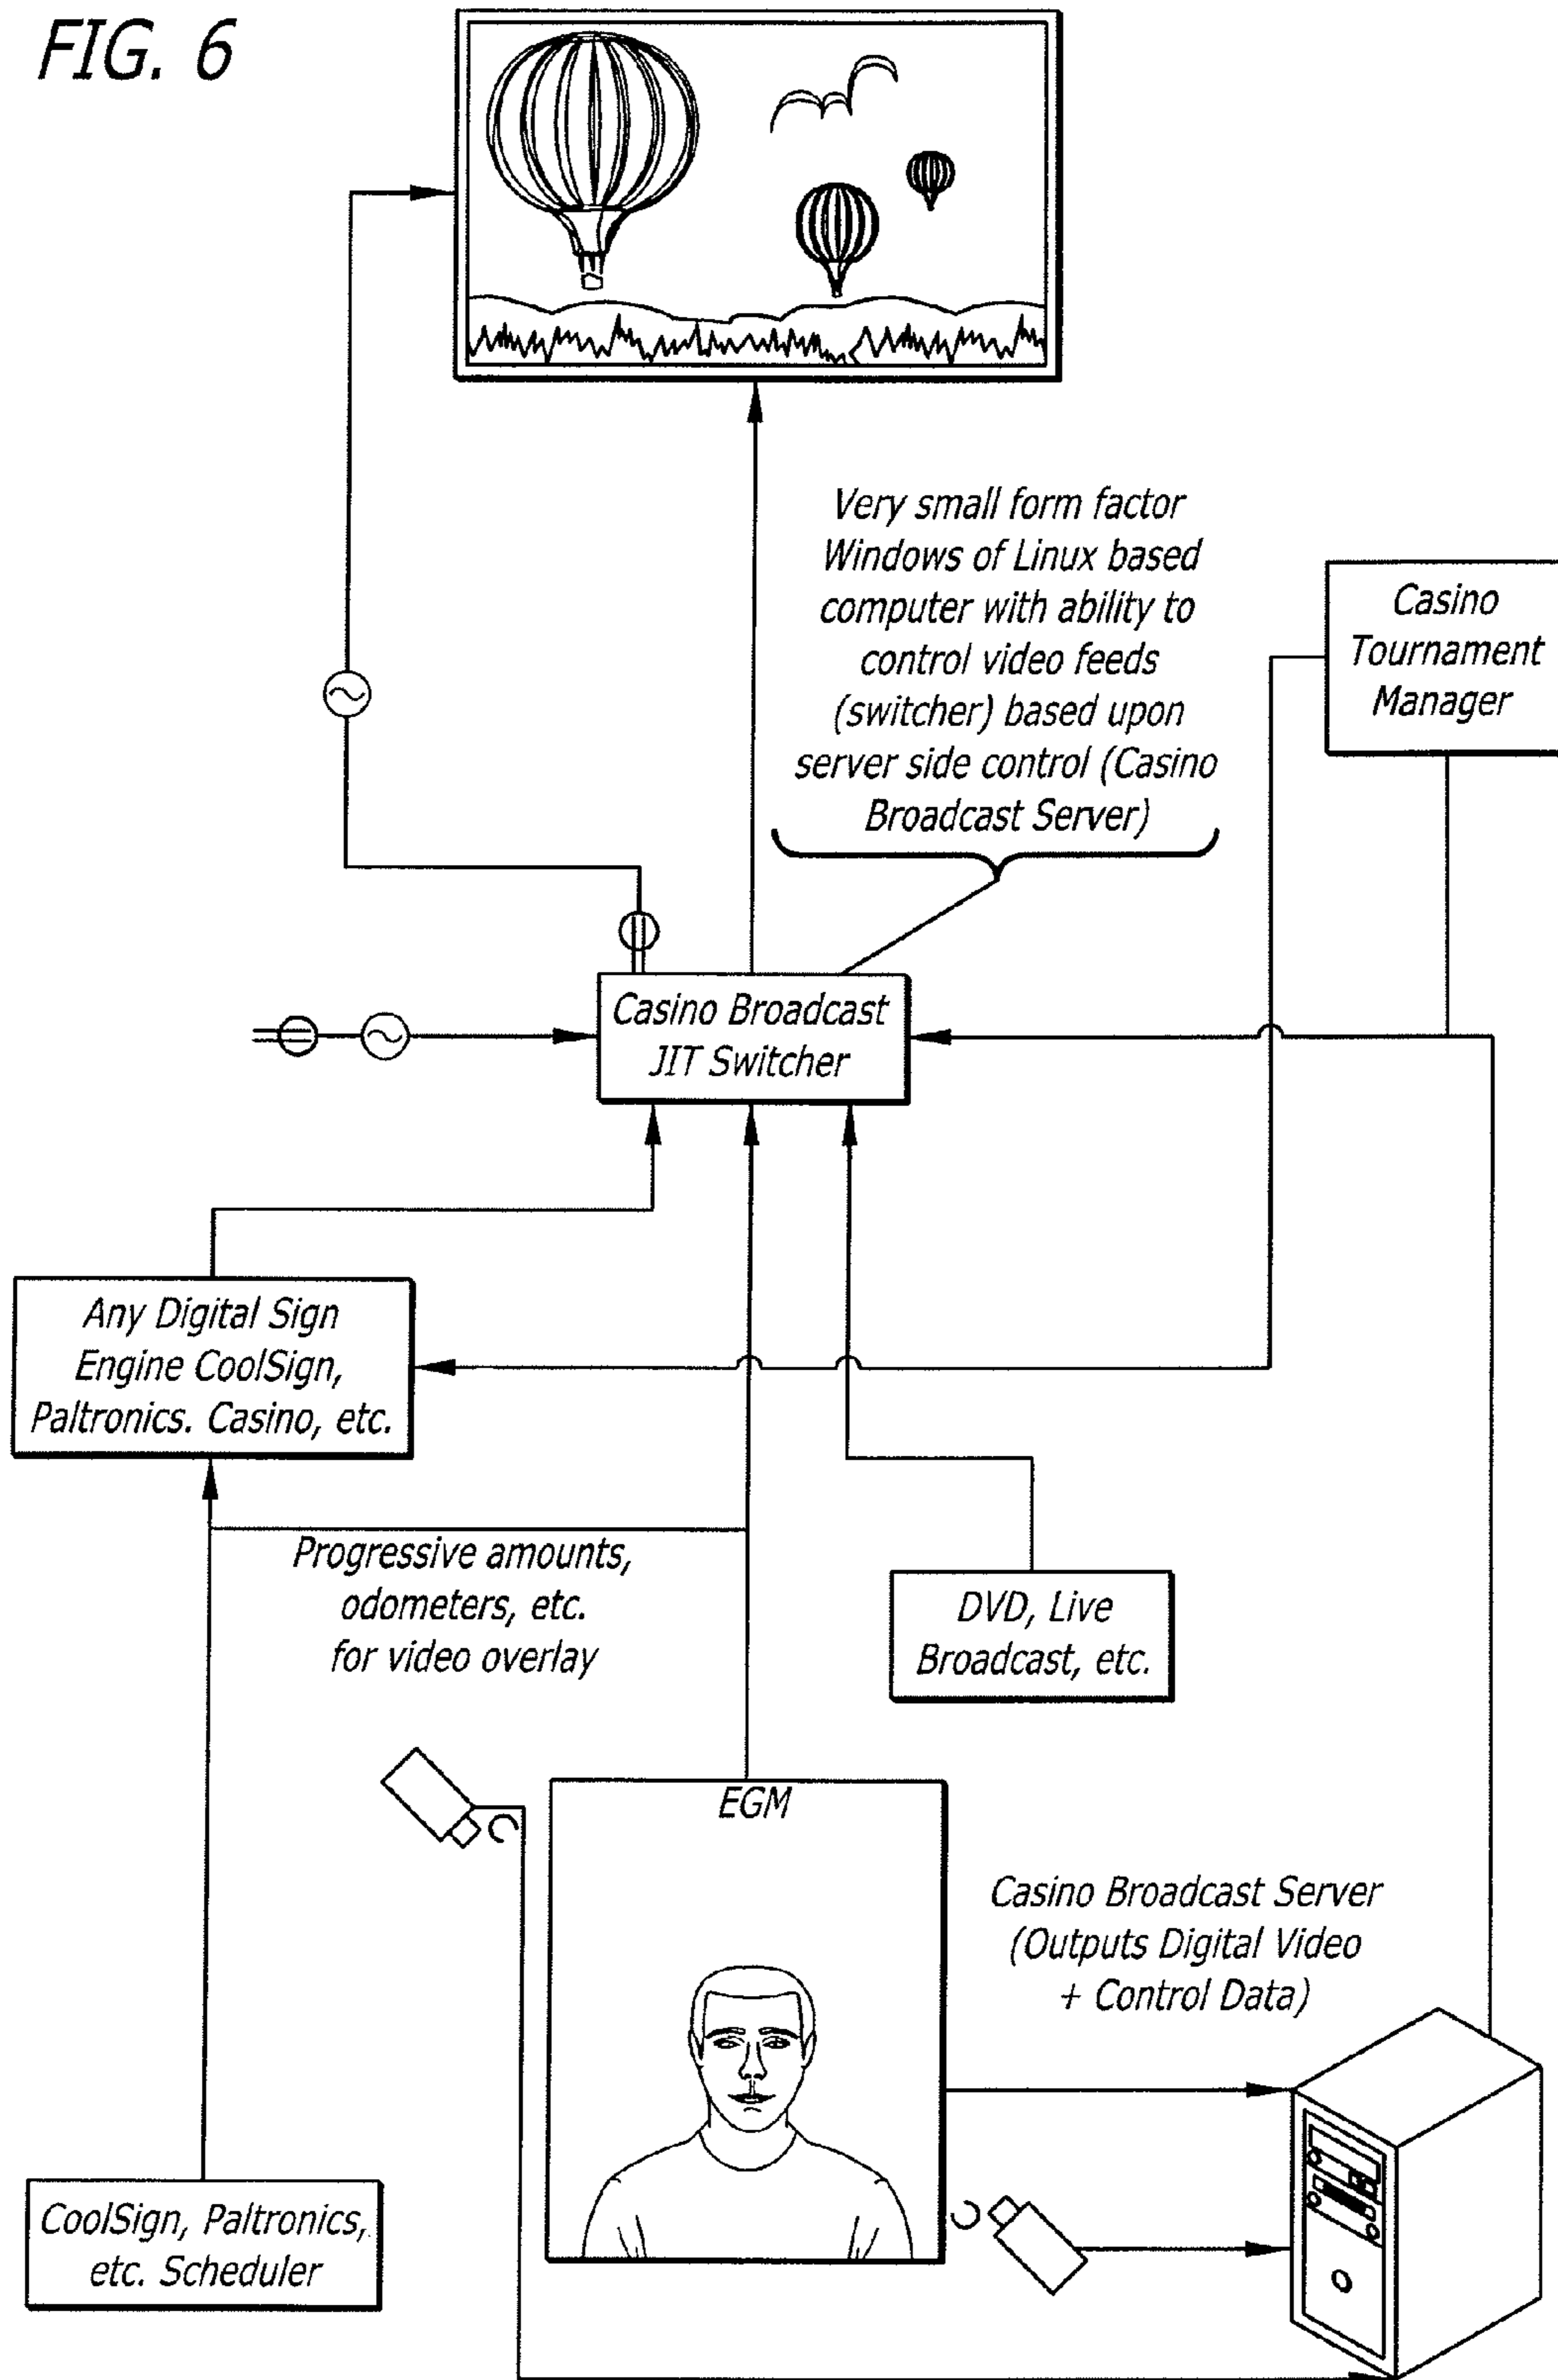 FIG. 6
Very small form factor
Windows of Linux based
computer with ability to
control video feeds
(switcher) based upon
server side control (Casino
Broadcast Server)
Casino
Tournament
Manager
Casino Broadcast
JIT Switcher
Any Digital Sign
Engine CoolSign,
Paltronics. Casino, etc.
Progressive amounts,
odometers, etc.
for video overlay
DVD, Live
Broadcast, etc.
EGM
Casino Broadcast Server
(Outputs Digital Video
+ Control Data)
CoolSign, Paltronics,
etc. Scheduler